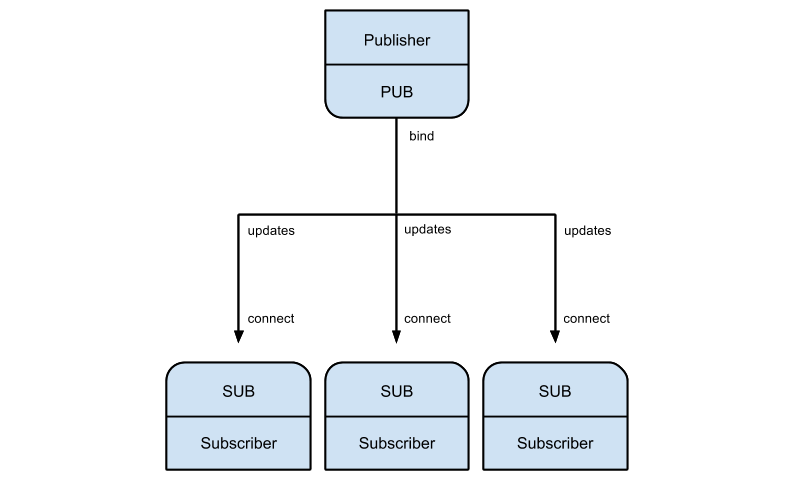 Publisher
PUB
bind
updates updates updates
connect connect connect
SUB SUB SUB
Subscriber Subscriber Subscriber